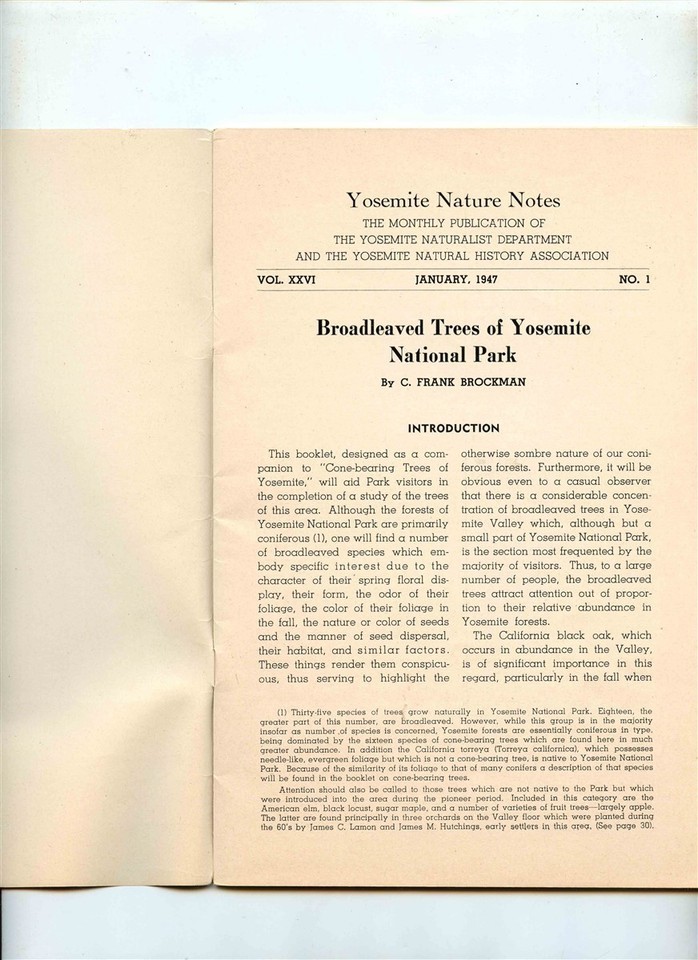 Yosemite Nature Notes
THE MONTHLY PUBLICATION OF
THE YOSEMITE NATURALIST DEPARTMENT
AND THE YOSEMITE NATURAL HISTORY ASSOCIATION
VOL. XXVI JANUARY, 1947 NO. 1
Broadleaved Trees of Yosemite
National Park
By C. FRANK BROCKMAN
INTRODUCTION
This booklet, designed as a com-
panion to "Cone-bearing Trees of
Yosemite," will aid Park visitors in
the completion of a study of the trees
of this area. Although the forests of
Yosemite National Park are primarily
coniferous (1), one will find a number
of broadleaved species which em-
body specific interest due to the
character of their spring floral dis-
play, their form, the odor of their
foliage, the color of their foliage in
the fall, the nature or color of seeds
and the manner of seed dispersal,
their habitat, and similar factors.
These things render them conspicu-
ous, thus serving to highlight the
otherwise sombre nature of our coni-
ferous forests. Furthermore, it will be
obvious even to a casual observer
that there is a considerable concen-
tration of broadleaved trees in Yose-
mite Valley which, although but a
small part of Yosemite National Park,
is the section most frequented by the
majority of visitors. Thus, to a large
number of people, the broadleaved
trees attract attention out of propor-
tion to their relative abundance in
Yosemite forests.
The California black oak, which
occurs in abundance in the Valley,
is of significant importance in this
regard, particularly in the fall when
(1) Thirty-five species of trees grow naturally in Yosemite National Park. Eighteen, the
greater part of this number, are broadleaved. However, while this group is in the majority
insofar as number of species is concerned, Yosemite forests are essentially coniferous in type,
being dominated by the sixteen species of cone-bearing trees which are found here in much
greater abundance. In addition the California torreya (Torreya californica), which possesses
needle-like, evergreen foliage but which is not a cone-bearing tree, is native to Yosemite National
Park. Because of the similarity of its foliage to that of many conifers a description of that species
will be found in the booklet on cone-bearing trees.
Attention should also be called to those trees which are not native to the Park but which
were introduced into the area during the pioneer period. Included in this category are the
American elm, black locust, sugar maple, and a number of varieties of fruit trees—largely apple.
The latter are found principally in three orchards on the Valley floor which were planted during
the 60's by James C. Lamon and James M. Hutchings, early settlers in this area. (See page 30).